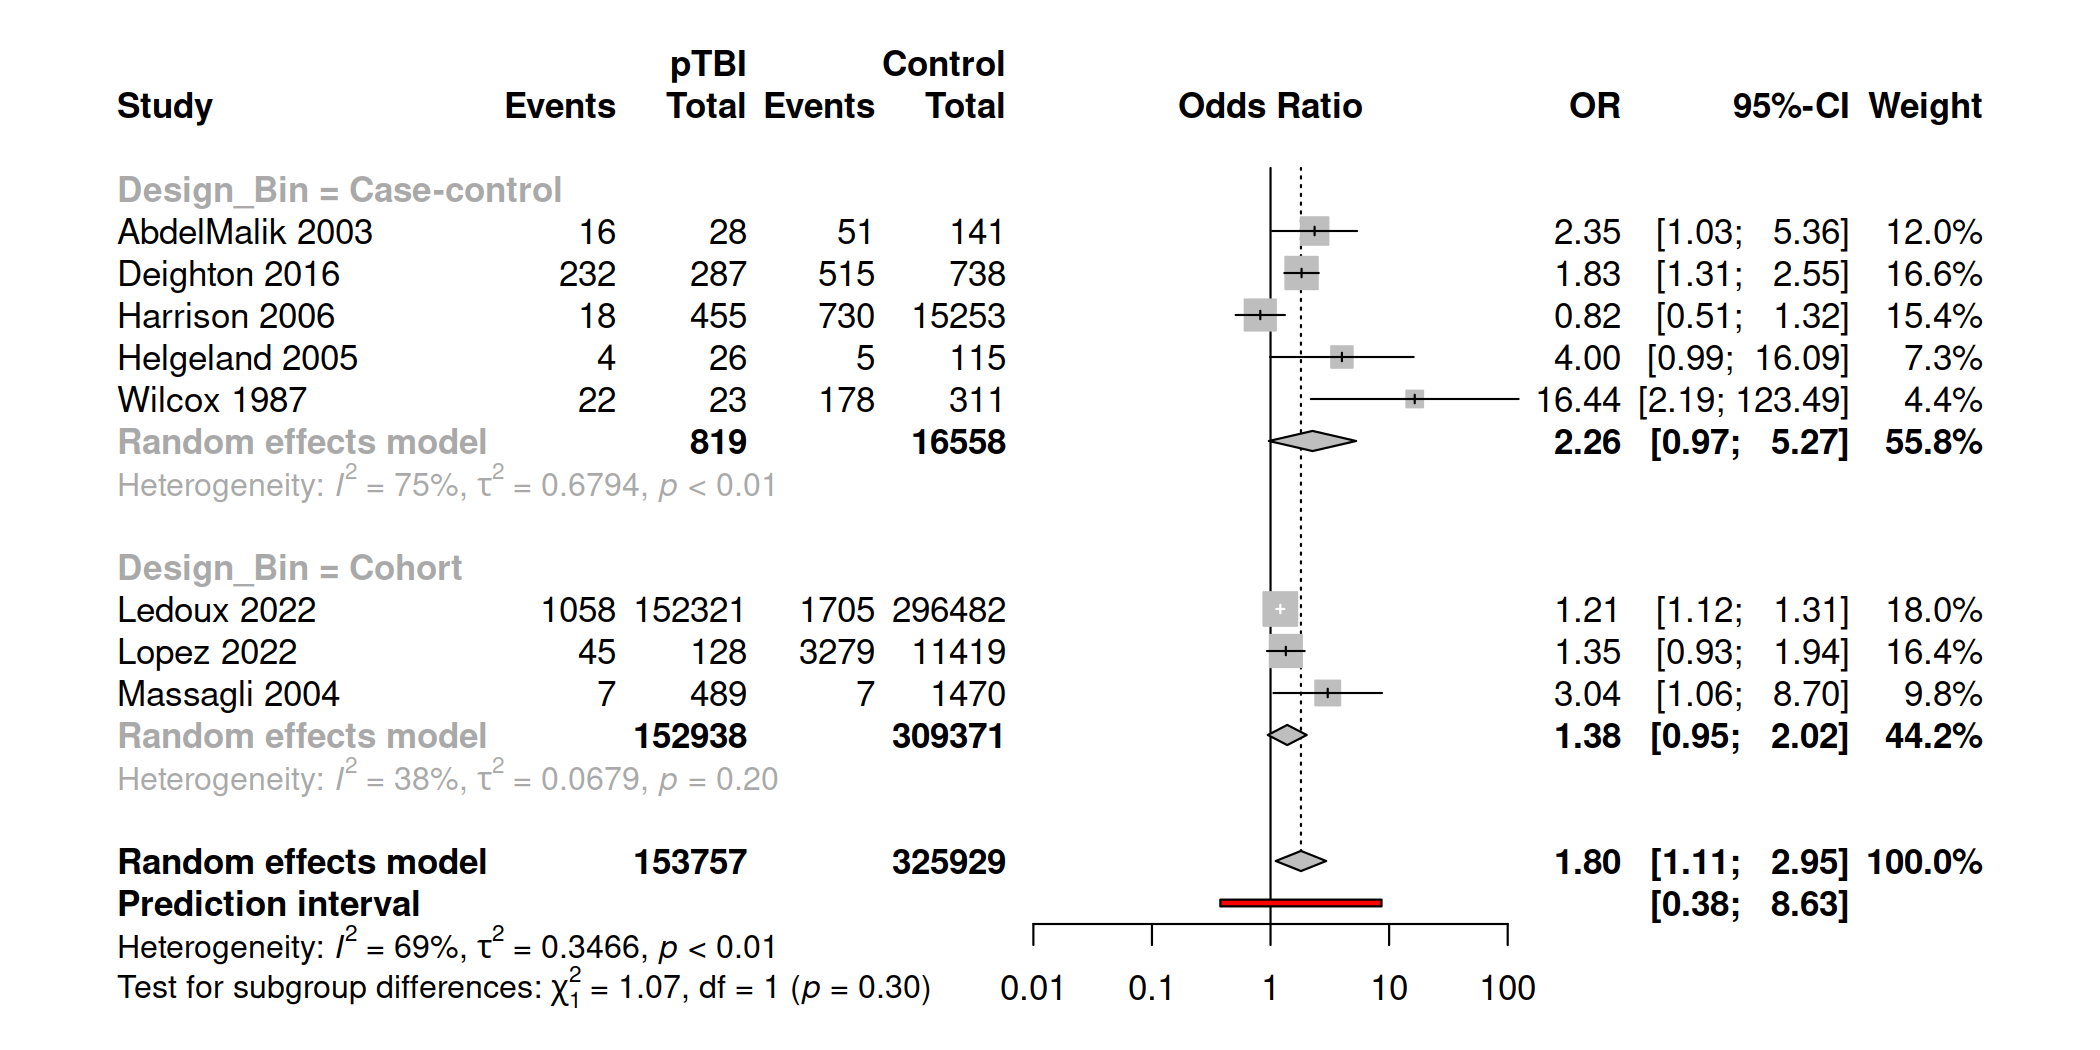 pTBI Control
Study Events Total Events Total Odds Ratio OR 95%-CI Weight
Design_Bin = Case-control
AbdelMalik 2003 16 28 51 141 2.35 [1.03; 5.36] 12.0%
Deighton 2016 232 287 515 738 1.83 [1.31; 2.55] 16.6%
Harrison 2006 18 455 730 15253 0.82 [0.51; 1.32] 15.4%
Helgeland 2005 4 26 5 115 4.00 [0.99; 16.09] 7.3%
Wilcox 1987 22 23 178 311 16.44 [2.19; 123.49] 4.4%
Random effects model 819 16558 2.26 [0.97; 5.27] 55.8%
Heterogeneity: I² = 75%, τ² = 0.6794, p < 0.01
Design_Bin = Cohort
Ledoux 2022 1058 152321 1705 296482 1.21 [1.12; 1.31] 18.0%
Lopez 2022 45 128 3279 11419 1.35 [0.93; 1.94] 16.4%
Massagli 2004 7 489 7 1470 3.04 [1.06; 8.70] 9.8%
Random effects model 152938 309371 1.38 [0.95; 2.02] 44.2%
Heterogeneity: I² = 38%, τ² = 0.0679, p = 0.20
Random effects model 153757 325929 1.80 [1.11; 2.95] 100.0%
Prediction interval [0.38; 8.63]
Heterogeneity: I² = 69%, τ² = 0.3466, p < 0.01
Test for subgroup differences: χ²₁ = 1.07, df = 1 (p = 0.30)
0.01 0.1 1 10 100